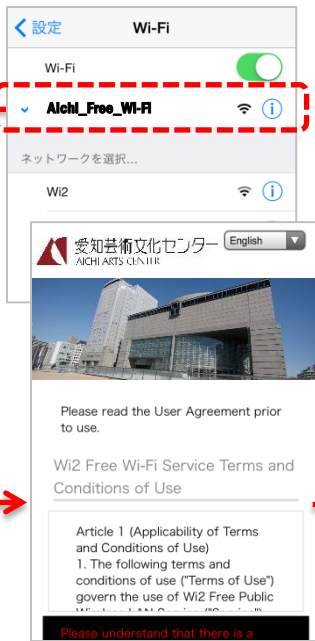 設定
Wi-Fi
Wi-Fi
Aichi_Free_Wi-Fi
ネットワークを選択...
Wi2
愛知芸術文化センター
AICHI ARTS CENTER
English
Please read the User Agreement prior
to use.
Wi2 Free Wi-Fi Service Terms and
Conditions of Use
Article 1 (Applicability of Terms
and Conditions of Use)
1. The following terms and
conditions of use ("Terms of Use")
govern the use of Wi2 Free Public
Wireless LAN Service ("Service")
Please understand that there is a